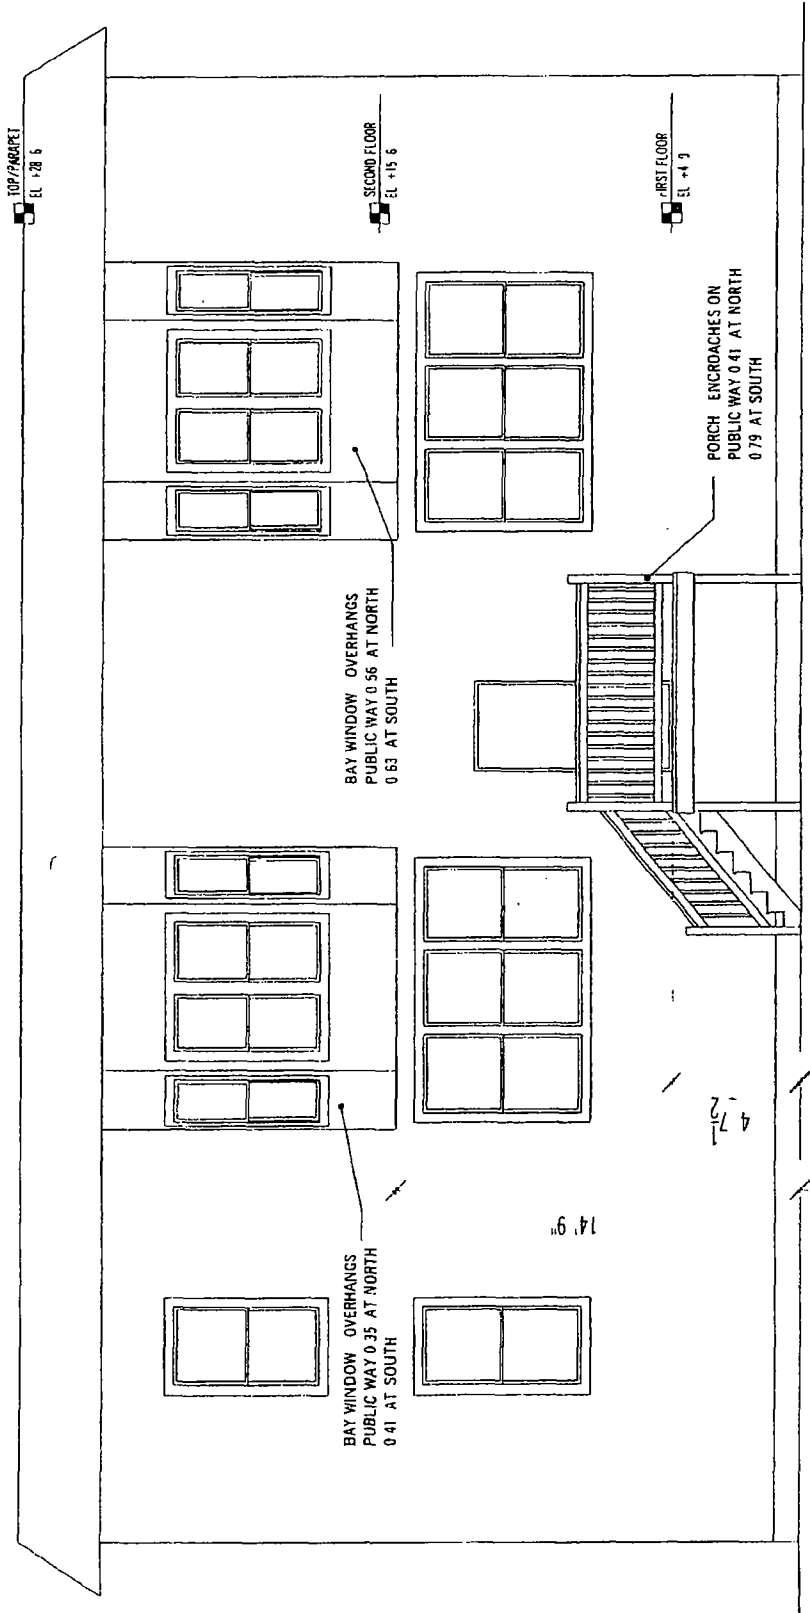 TOP/PARAPET
EL +28 6
SECOND FLOOR
EL +15 6
FIRST FLOOR
EL +4 9
BAY WINDOW OVERHANGS
PUBLIC WAY 0 35 AT NORTH
0 41 AT SOUTH
BAY WINDOW OVERHANGS
PUBLIC WAY 0 56 AT NORTH
0 63 AT SOUTH
PORCH ENCROACHES ON
PUBLIC WAY 0 41 AT NORTH
0 79 AT SOUTH
14' 9"
4 7 1/2